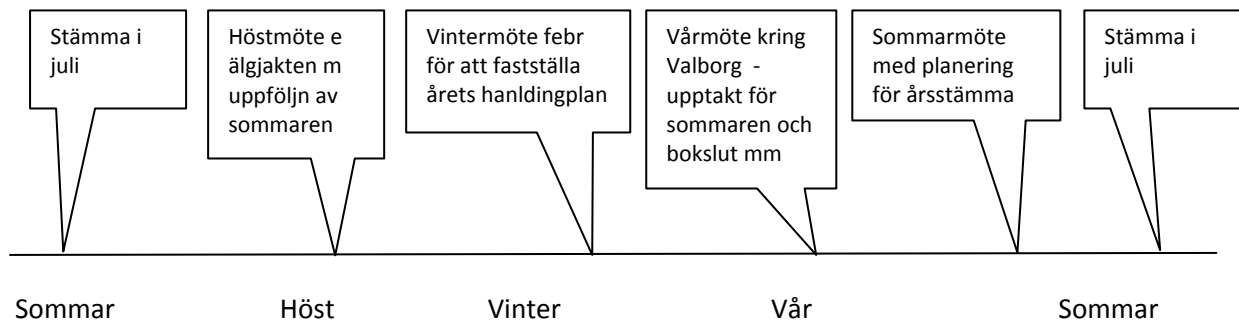 Stämma i
juli
Höstmöte e
älgjakten m
uppföljn av
sommaren
Vintermöte febr
för att fastställa
årets hanldingplan
Vårmöte kring
Valborg -
upptakt för
sommaren och
bokslut mm
Sommarmöte
med planering
för årsstämma
Stämma i
juli
Sommar Höst Vinter Vår Sommar